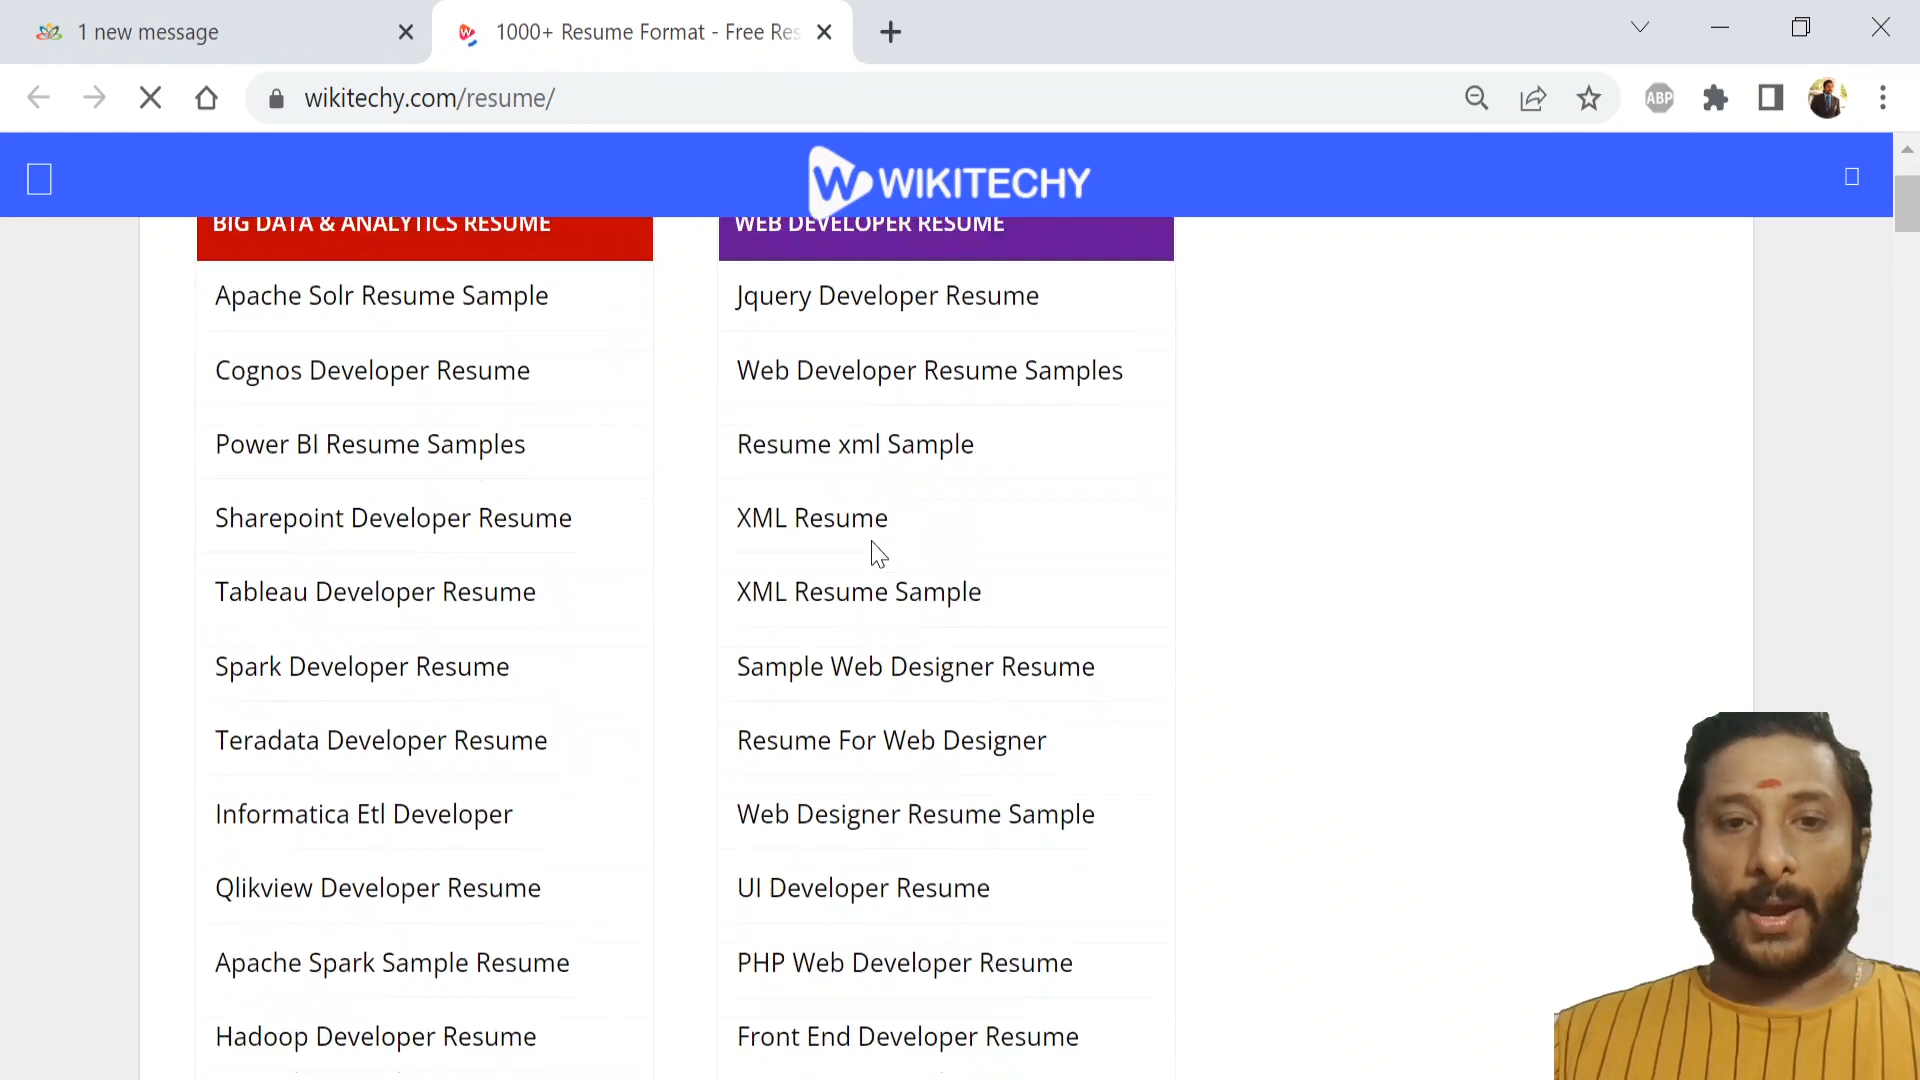 1 new message
1000+ Resume Format - Free Res
wikitechy.com/resume/
ABP
W WIKITECHY
BIG DATA & ANALYTICS RESUME
Apache Solr Resume Sample
Cognos Developer Resume
Power BI Resume Samples
Sharepoint Developer Resume
Tableau Developer Resume
Spark Developer Resume
Teradata Developer Resume
Informatica Etl Developer
Qlikview Developer Resume
Apache Spark Sample Resume
Hadoop Developer Resume
WEB DEVELOPER RESUME
Jquery Developer Resume
Web Developer Resume Samples
Resume xml Sample
XML Resume
XML Resume Sample
Sample Web Designer Resume
Resume For Web Designer
Web Designer Resume Sample
UI Developer Resume
PHP Web Developer Resume
Front End Developer Resume